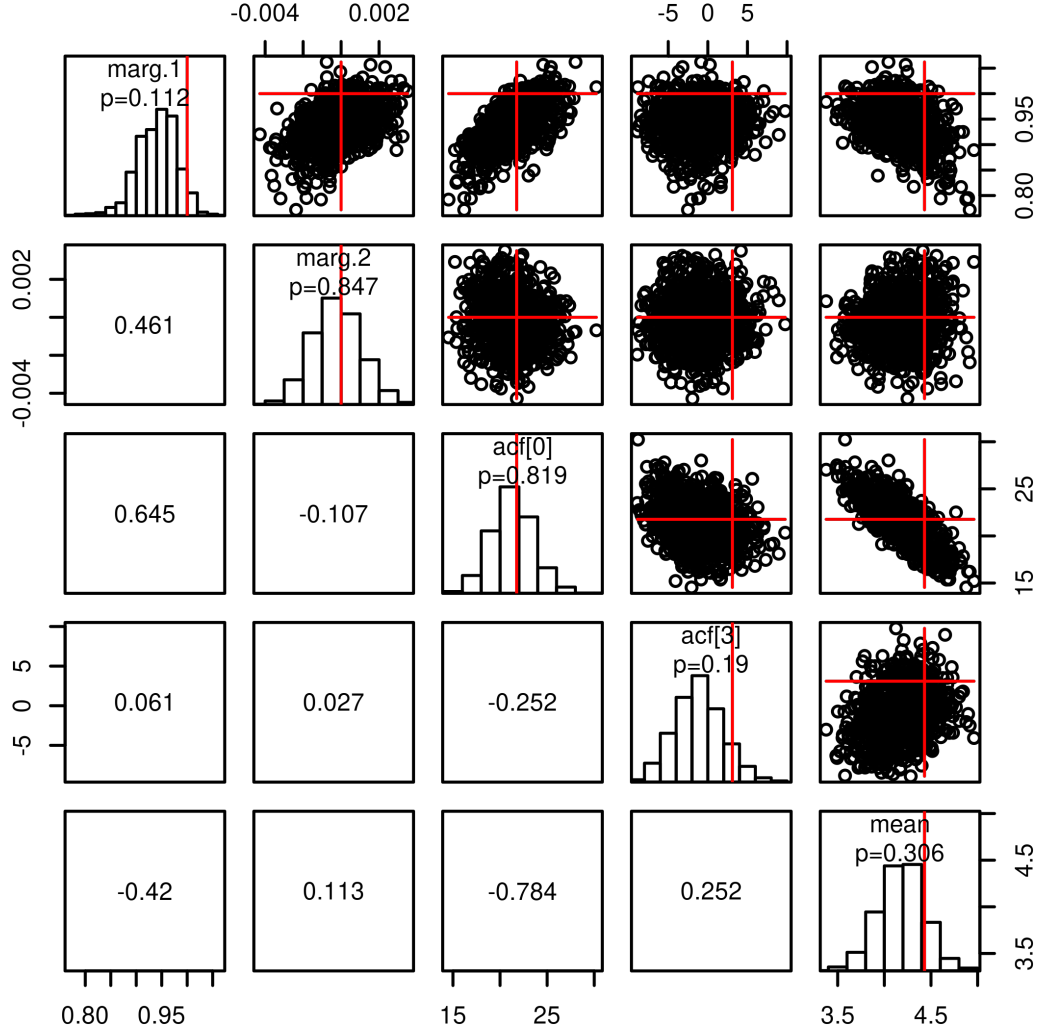 -0.004 0.002 -5 0 5
marg.1
p=0.112
0.80 0.95
-0.004 0.002
0.461
marg.2
p=0.847
0.645
-0.107
acf[0]
p=0.819
15 25
-5 0 5
0.061
0.027
-0.252
acf[3]
p=0.19
-0.42
0.113
-0.784
0.252
mean
p=0.306
3.5 4.5
0.80 0.95 15 25 3.5 4.5